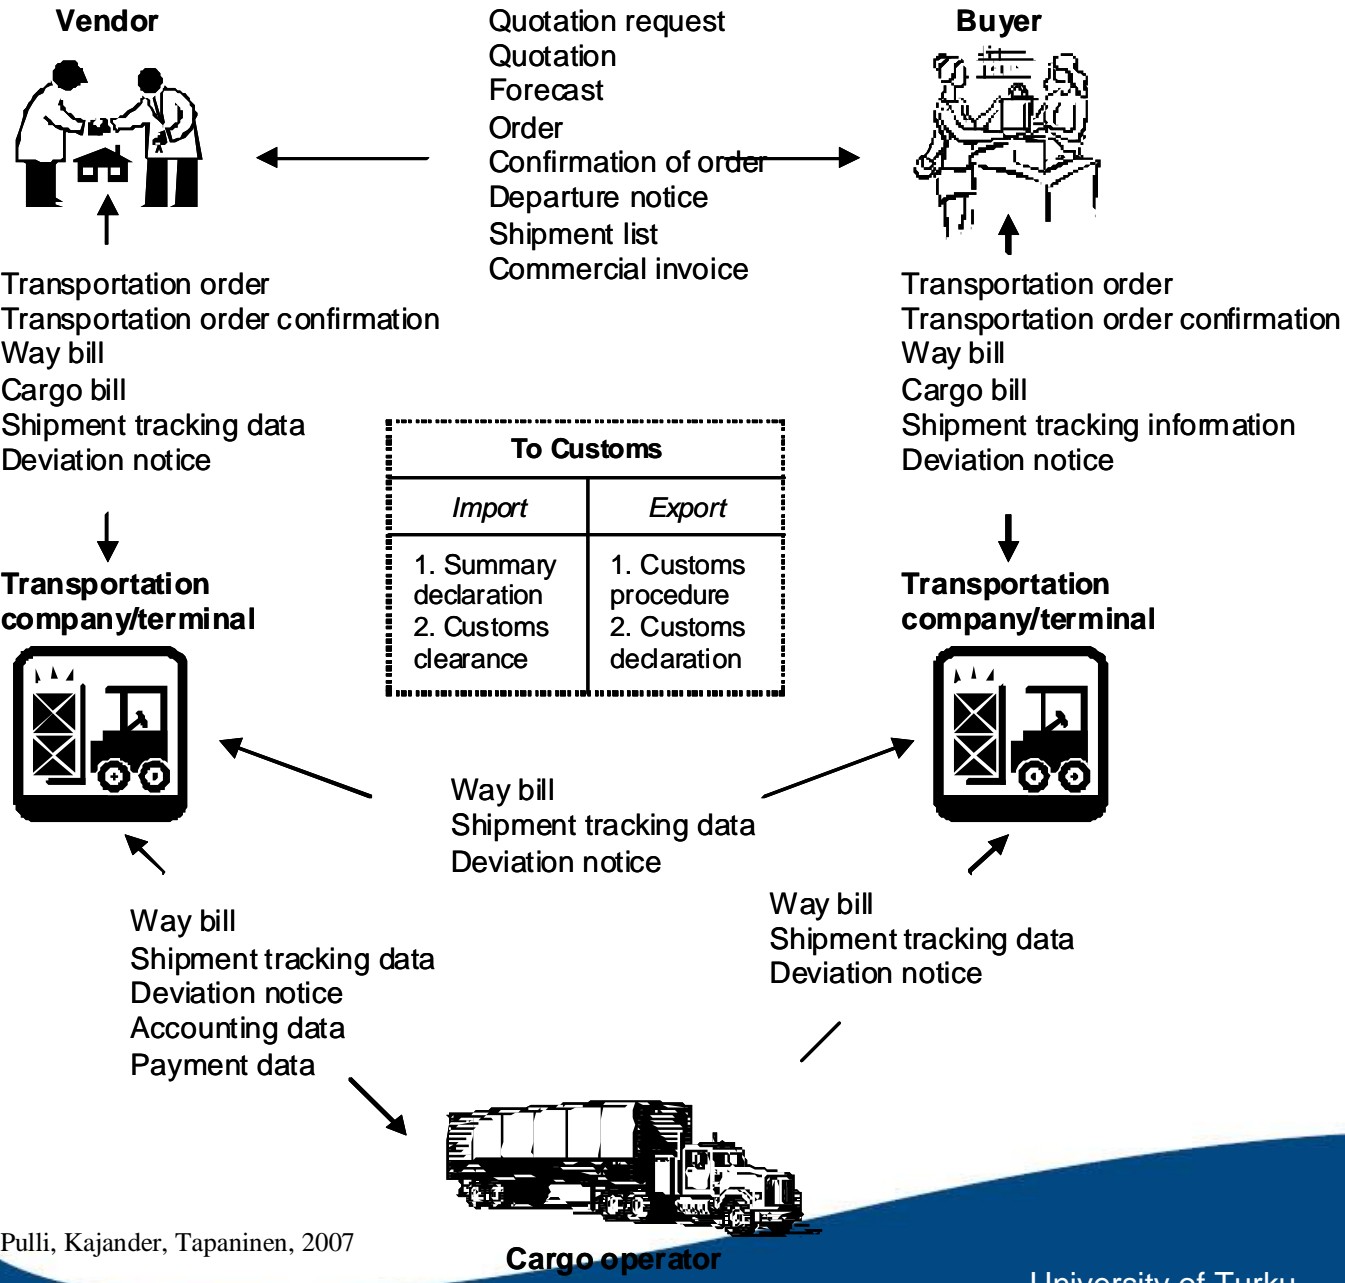 Vendor
Quotation request
Quotation
Forecast
Order
Confirmation of order
Departure notice
Shipment list
Commercial invoice
Buyer
Transportation order
Transportation order confirmation
Way bill
Cargo bill
Shipment tracking data
Deviation notice
Transportation order
Transportation order confirmation
Way bill
Cargo bill
Shipment tracking information
Deviation notice
To Customs
Import
Export
1. Summary
declaration
2. Customs
clearance
1. Customs
procedure
2. Customs
declaration
Transportation
company/terminal
Transportation
company/terminal
Way bill
Shipment tracking data
Deviation notice
Way bill
Shipment tracking data
Deviation notice
Accounting data
Payment data
Way bill
Shipment tracking data
Deviation notice
Pulli, Kajander, Tapaninen, 2007
Cargo operator
University of Turku